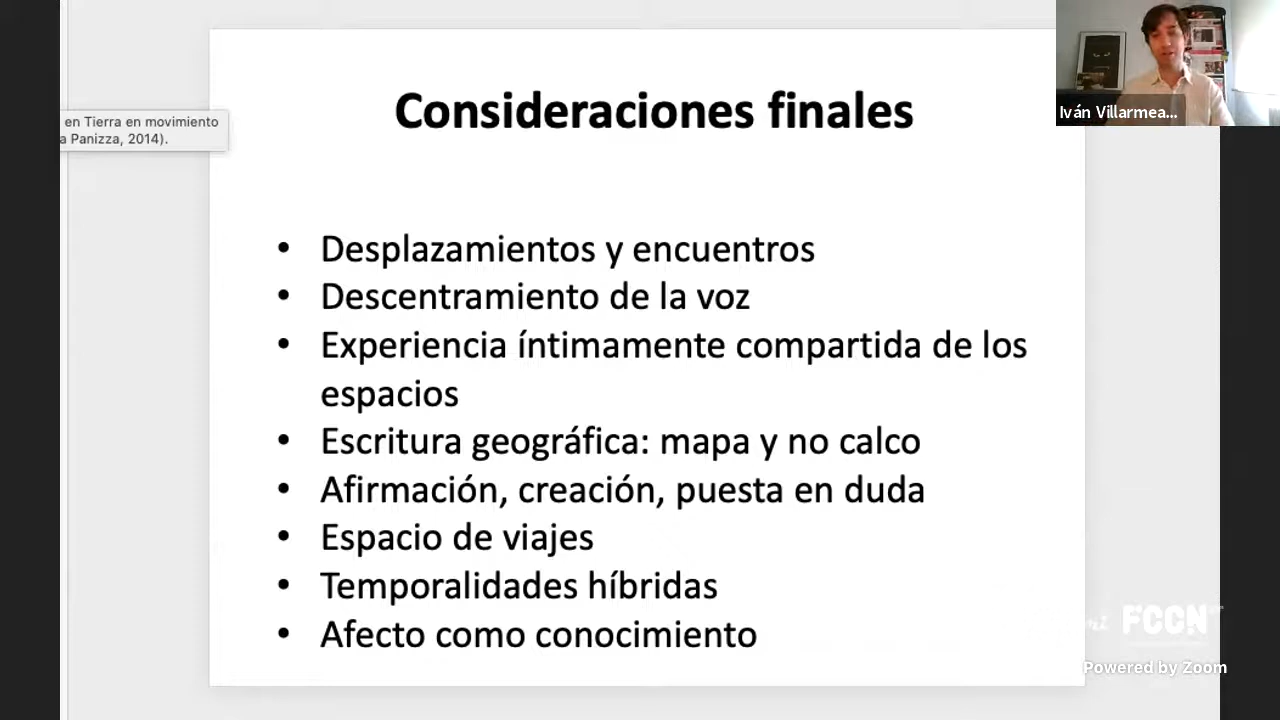 Consideraciones finales
en Tierra en movimiento
a Panizza, 2014).
Iván Villarmea...
• Desplazamientos y encuentros
• Descentramiento de la voz
• Experiencia íntimamente compartida de los
espacios
• Escritura geográfica: mapa y no calco
• Afirmación, creación, puesta en duda
• Espacio de viajes
• Temporalidades híbridas
• Afecto como conocimiento
FCCN
Powered by Zoom